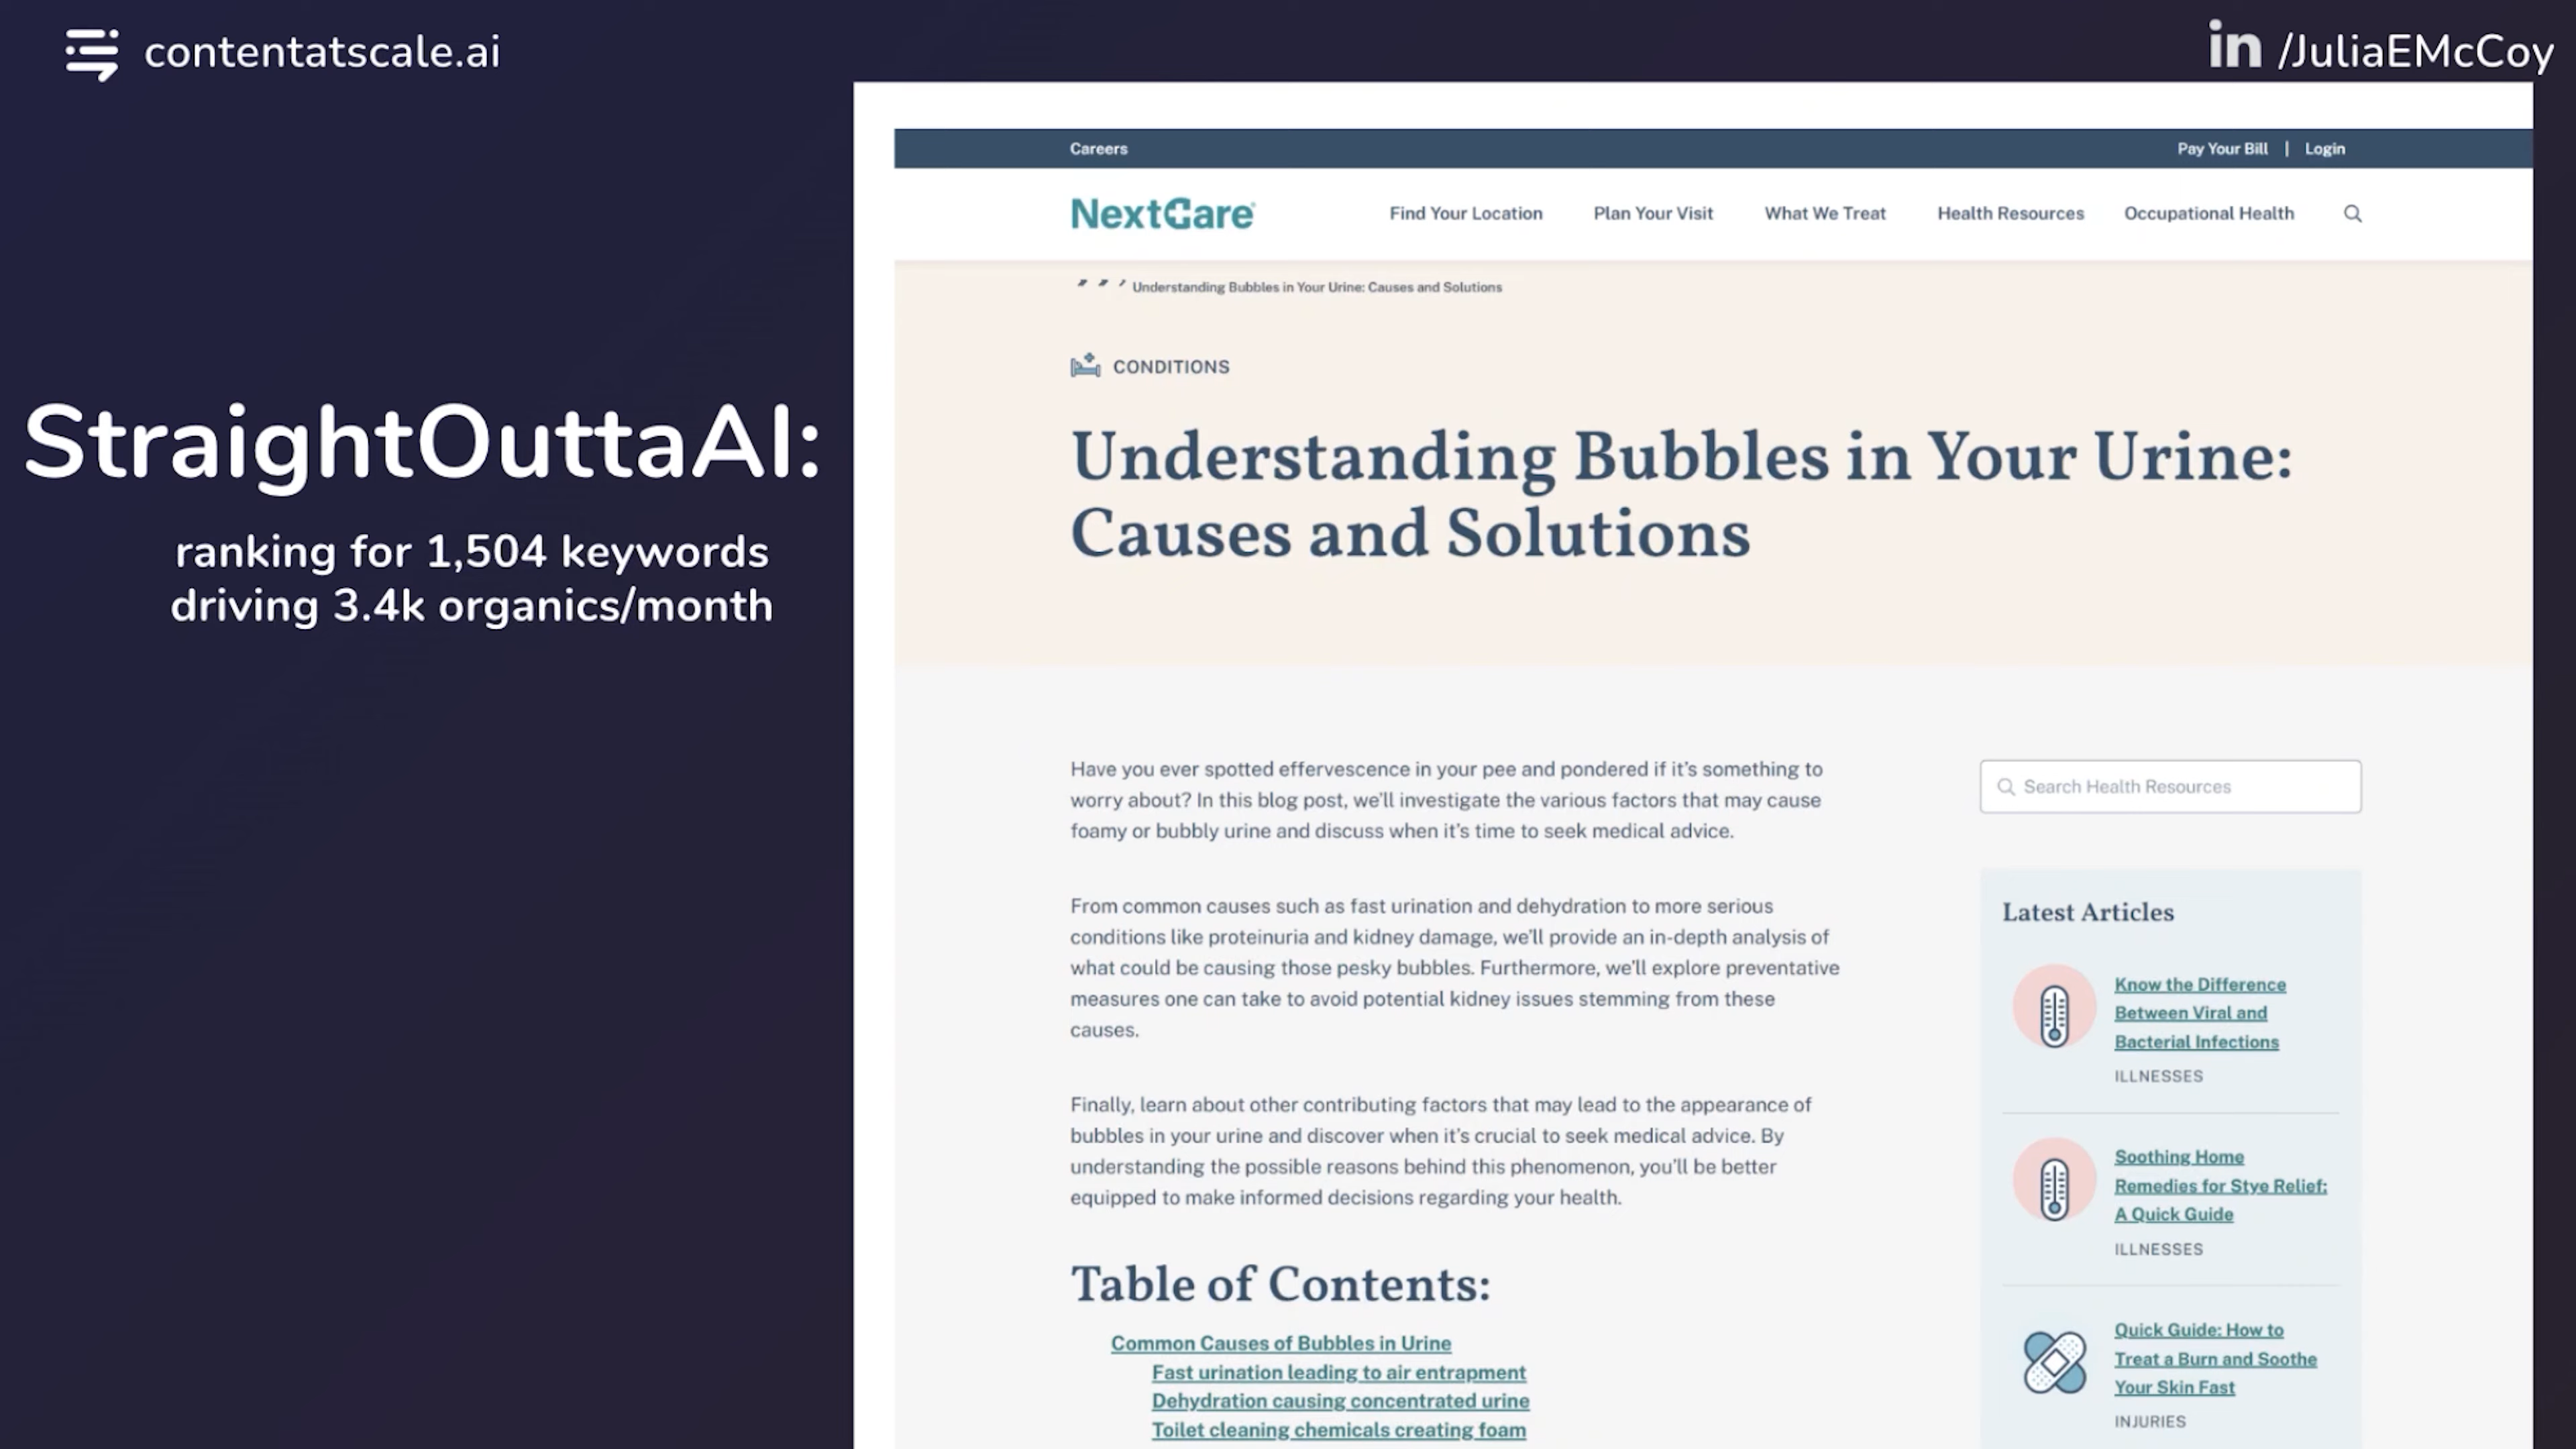 contentatscale.ai
in /JuliaEMcCoy
StraightOuttaAI:
ranking for 1,504 keywords
driving 3.4k organics/month
Careers
Pay Your Bill | Login
NextCare
Find Your Location
Plan Your Visit
What We Treat
Health Resources
Occupational Health
Understanding Bubbles in Your Urine: Causes and Solutions
CONDITIONS
Understanding Bubbles in Your Urine:
Causes and Solutions
Have you ever spotted effervescence in your pee and pondered if it's something to
worry about? In this blog post, we'll investigate the various factors that may cause
foamy or bubbly urine and discuss when it's time to seek medical advice.
From common causes such as fast urination and dehydration to more serious
conditions like proteinuria and kidney damage, we'll provide an in-depth analysis of
what could be causing those pesky bubbles. Furthermore, we'll explore preventative
measures one can take to avoid potential kidney issues stemming from these
causes.
Finally, learn about other contributing factors that may lead to the appearance of
bubbles in your urine and discover when it's crucial to seek medical advice. By
understanding the possible reasons behind this phenomenon, you'll be better
equipped to make informed decisions regarding your health.
Table of Contents:
Common Causes of Bubbles in Urine
Fast urination leading to air entrapment
Dehydration causing concentrated urine
Toilet cleaning chemicals creating foam
Search Health Resources
Latest Articles
Know the Difference
Between Viral and
Bacterial Infections
ILLNESSES
Soothing Home
Remedies for Stye Relief:
A Quick Guide
ILLNESSES
Quick Guide: How to
Treat a Burn and Soothe
Your Skin Fast
INJURIES